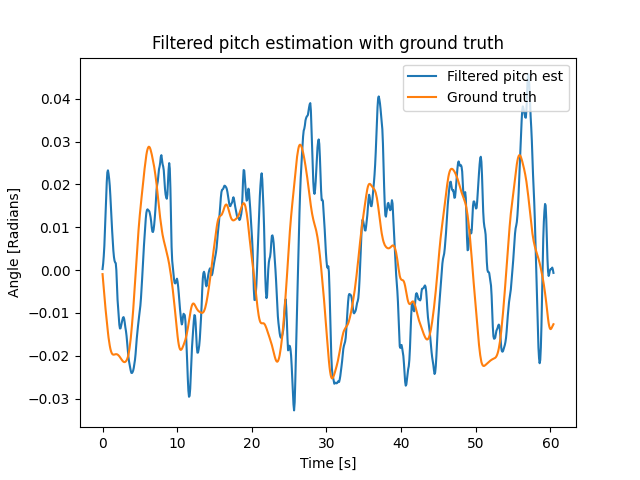 Filtered pitch estimation with ground truth
Filtered pitch est
Ground truth
0.04
0.03
0.02
0.01
0.00
−0.01
−0.02
−0.03
Angle [Radians]
0 10 20 30 40 50 60
Time [s]